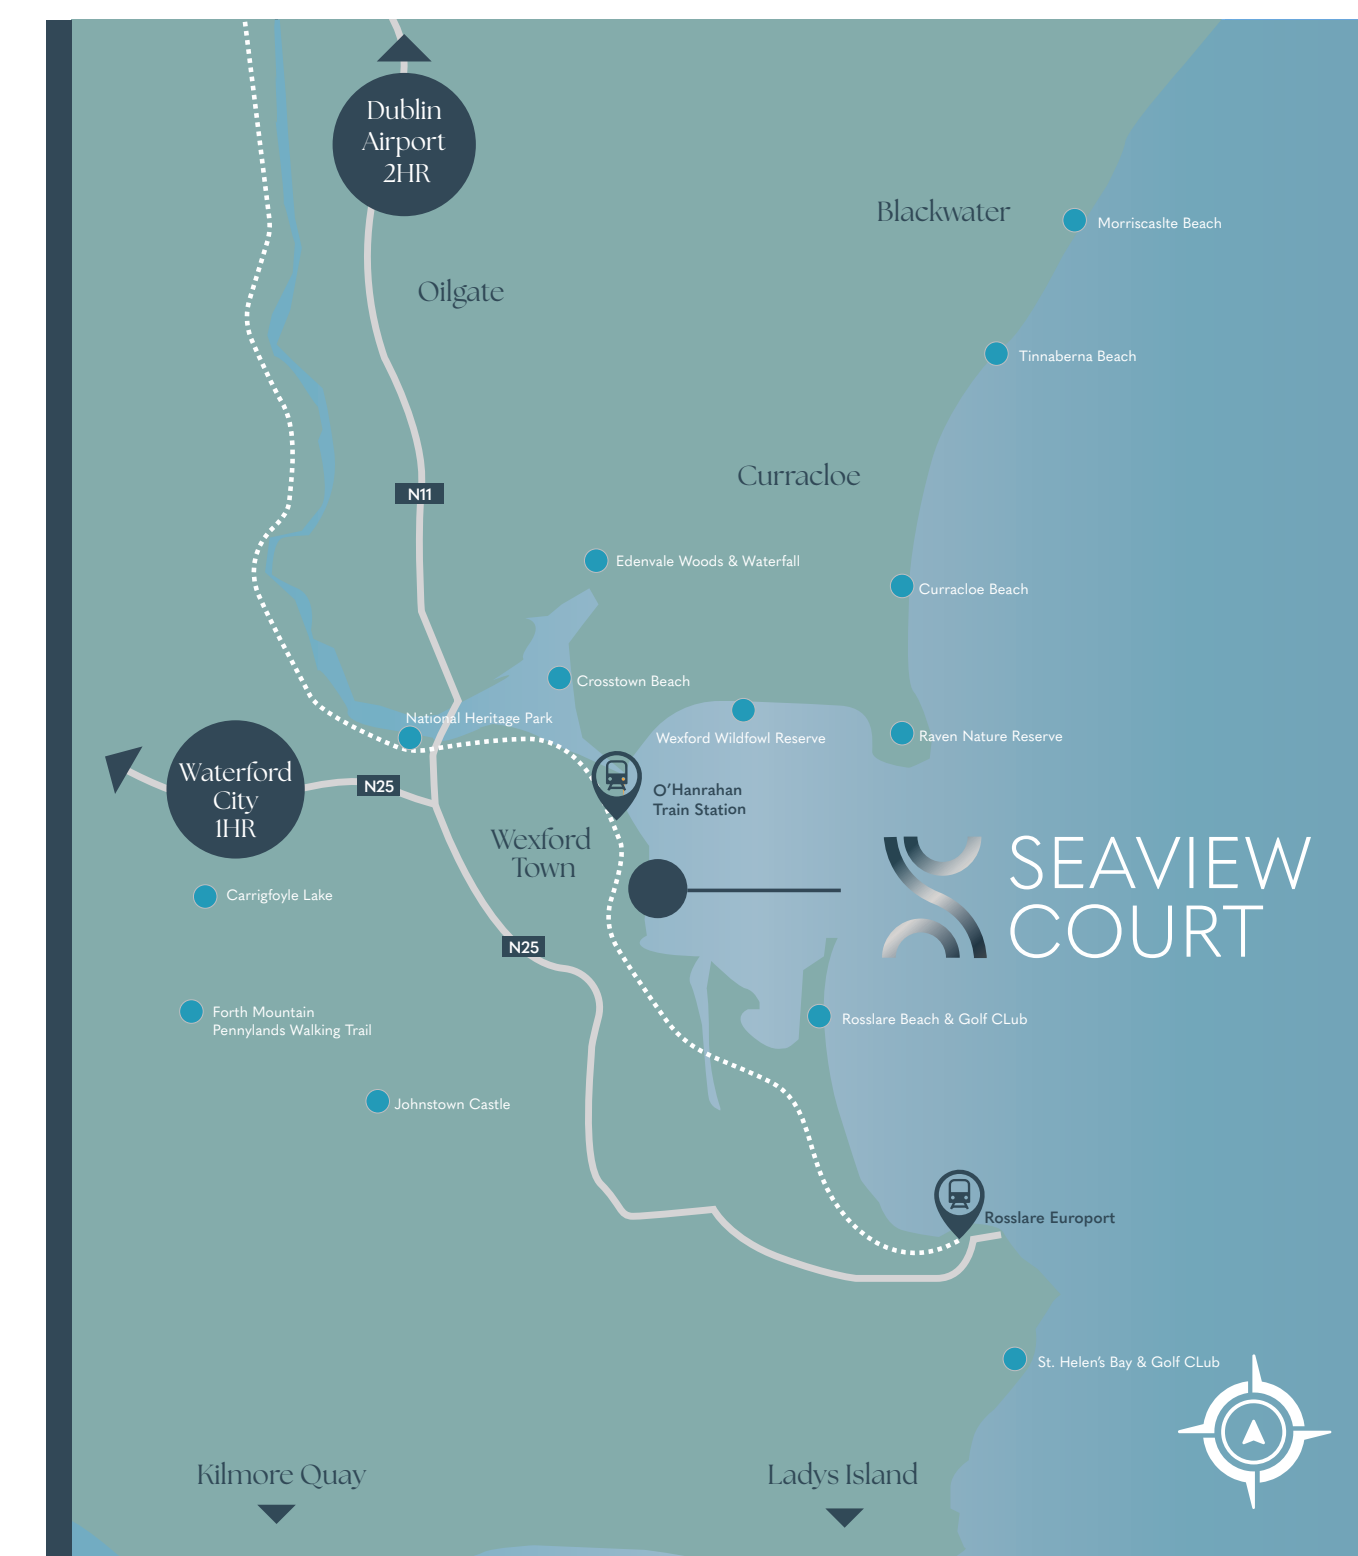 Dublin
Airport
2HR
Blackwater
Morriscaslte Beach
Oilgate
Tinnaberna Beach
Curracloe
N11
Edenvale Woods & Waterfall
Curracloe Beach
Crosstown Beach
National Heritage Park
Wexford Wildfowl Reserve
Raven Nature Reserve
Waterford
City
1HR
N25
O'Hanrahan
Train Station
Wexford
Town
SEAVIEW
COURT
Carrigfoyle Lake
N25
Forth Mountain
Pennylands Walking Trail
Rosslare Beach & Golf CLub
Johnstown Castle
Rosslare Europort
St. Helen's Bay & Golf CLub
Kilmore Quay
Ladys Island